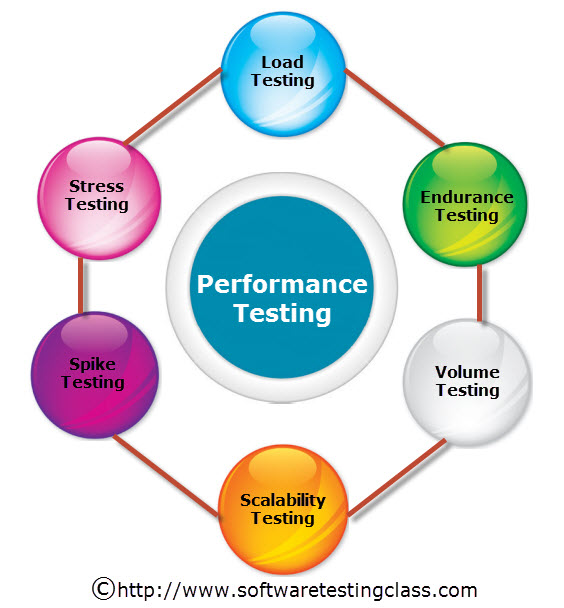 Load
Testing
Stress
Testing
Endurance
Testing
Performance
Testing
Spike
Testing
Volume
Testing
Scalability
Testing
©http://www.softwaretestingclass.com